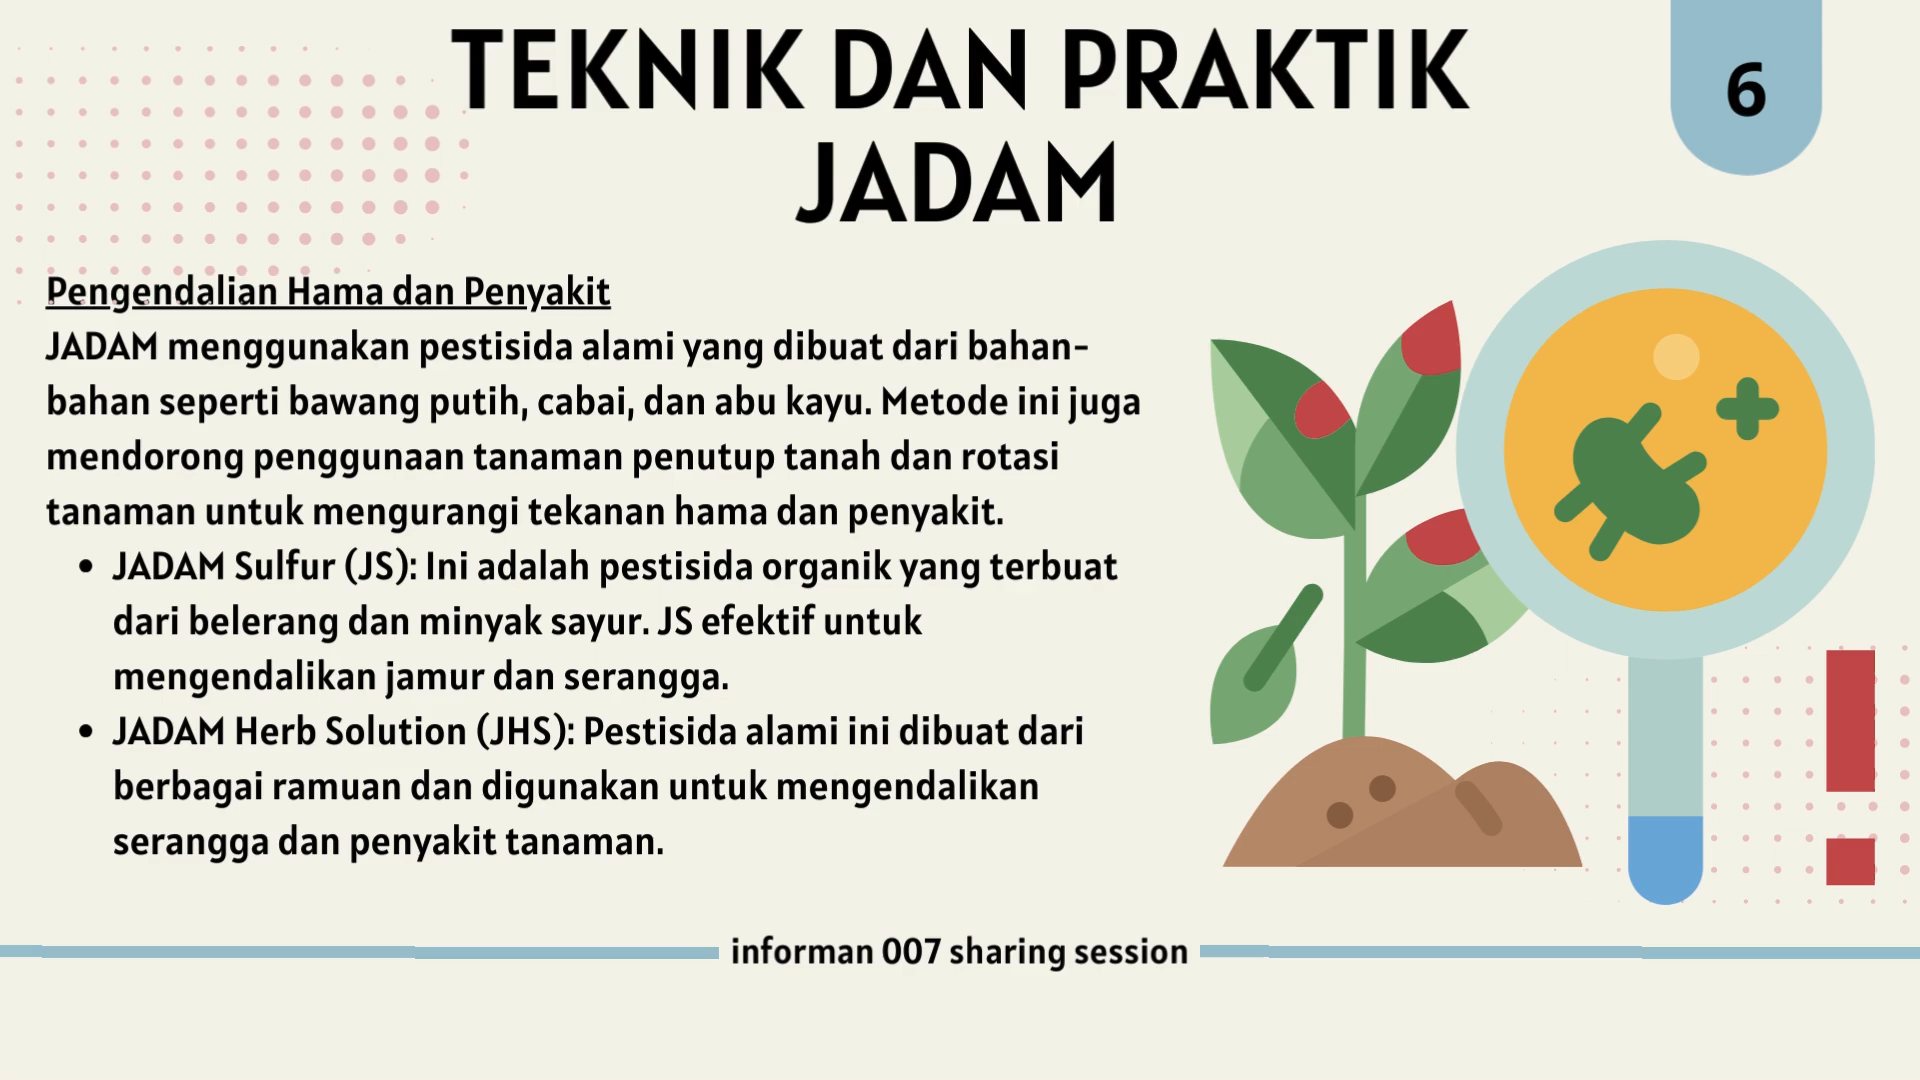 TEKNIK DAN PRAKTIK
JADAM
6
Pengendalian Hama dan Penyakit
JADAM menggunakan pestisida alami yang dibuat dari bahan-
bahan seperti bawang putih, cabai, dan abu kayu. Metode ini juga
mendorong penggunaan tanaman penutup tanah dan rotasi
tanaman untuk mengurangi tekanan hama dan penyakit.
• JADAM Sulfur (JS): Ini adalah pestisida organik yang terbuat
dari belerang dan minyak sayur. JS efektif untuk
mengendalikan jamur dan serangga.
• JADAM Herb Solution (JHS): Pestisida alami ini dibuat dari
berbagai ramuan dan digunakan untuk mengendalikan
serangga dan penyakit tanaman.
informan 007 sharing session